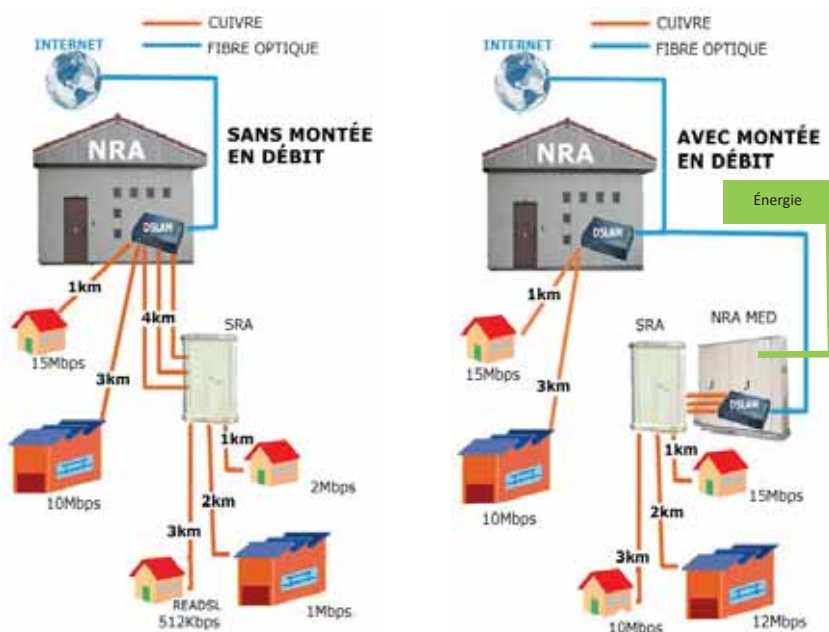 CUIVRE
FIBRE OPTIQUE
INTERNET
SANS MONTÉE
EN DÉBIT
NRA
DSLAM
1km
4km
SRA
15Mbps
3km
1km
10Mbps
2Mbps
2km
3km
READSL
512Kbps
1Mbps
CUIVRE
FIBRE OPTIQUE
INTERNET
AVEC MONTÉE
EN DÉBIT
NRA
Énergie
DSLAM
1km
SRA
NRA MED
15Mbps
3km
DSLAM
1km
10Mbps
15Mbps
2km
3km
10Mbps
12Mbps